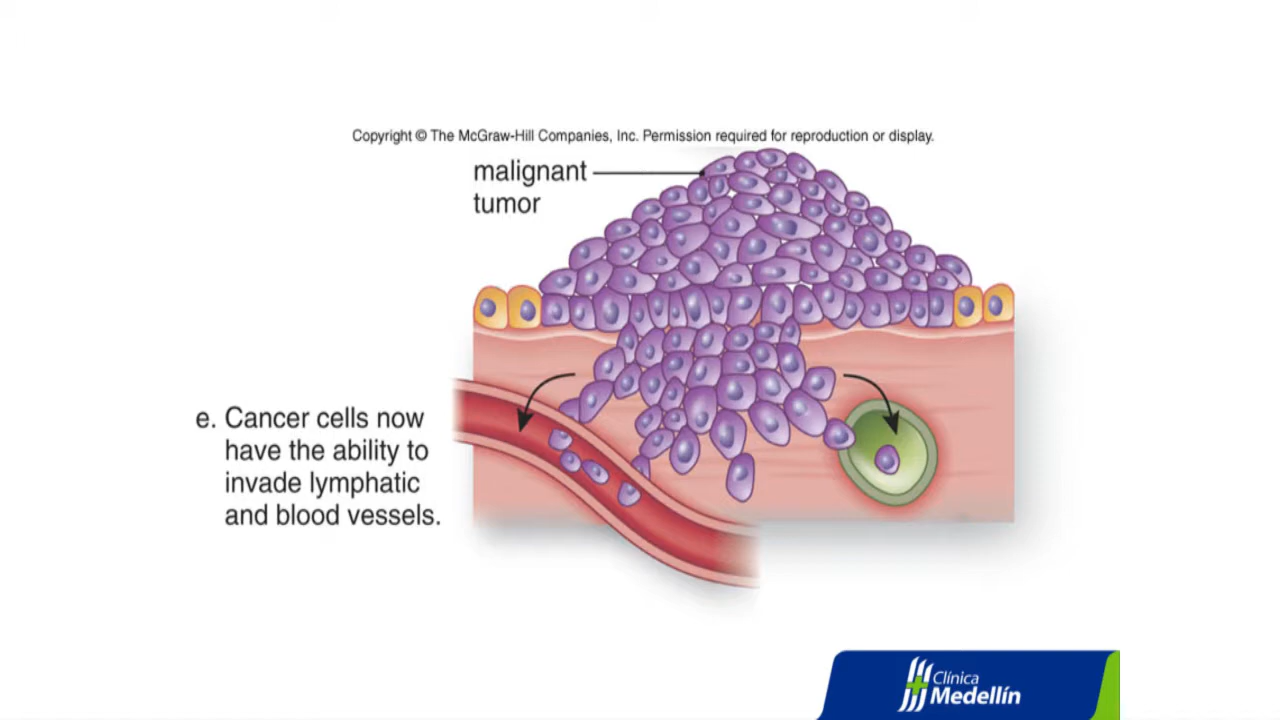 Copyright © The McGraw-Hill Companies, Inc. Permission required for reproduction or display.
malignant
tumor
e. Cancer cells now
have the ability to
invade lymphatic
and blood vessels.
Clínica
Medellín